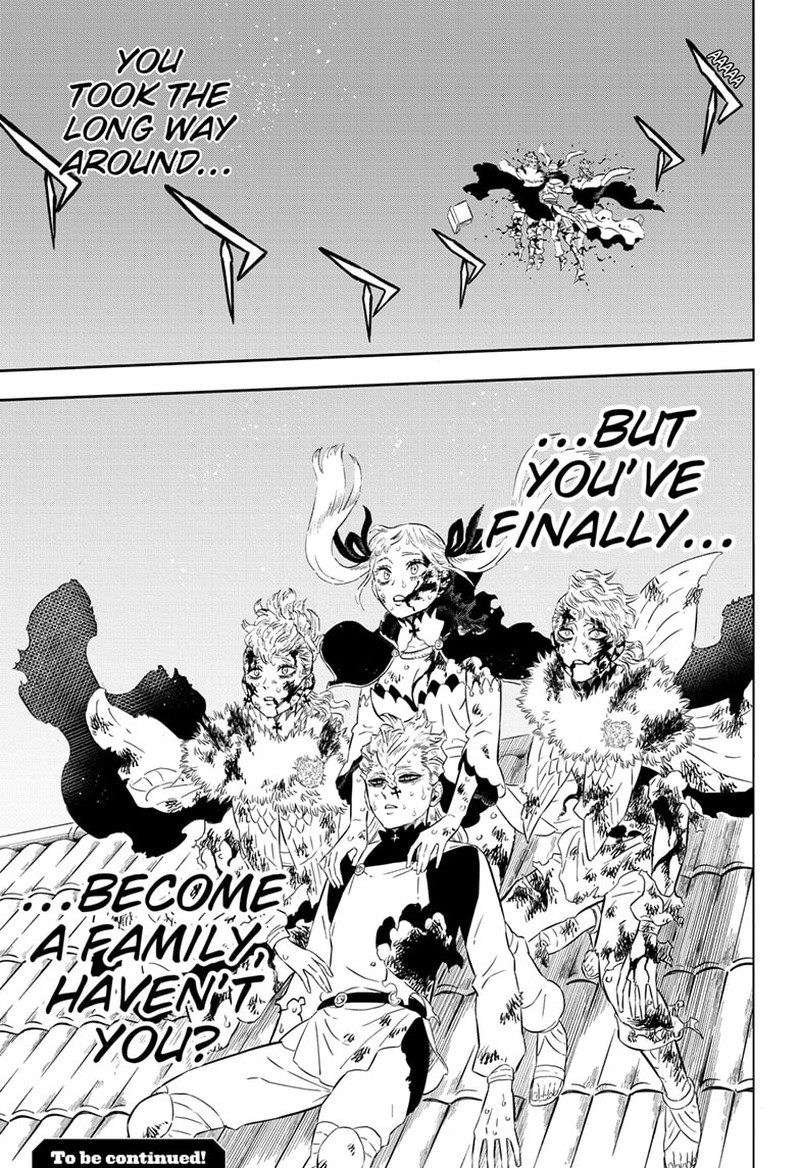 YOU
TOOK THE
LONG WAY
AROUND...
AAAAA
...BUT
YOU'VE
FINALLY...
...BECOME
A FAMILY,
HAVEN'T
YOU?
To be continued!